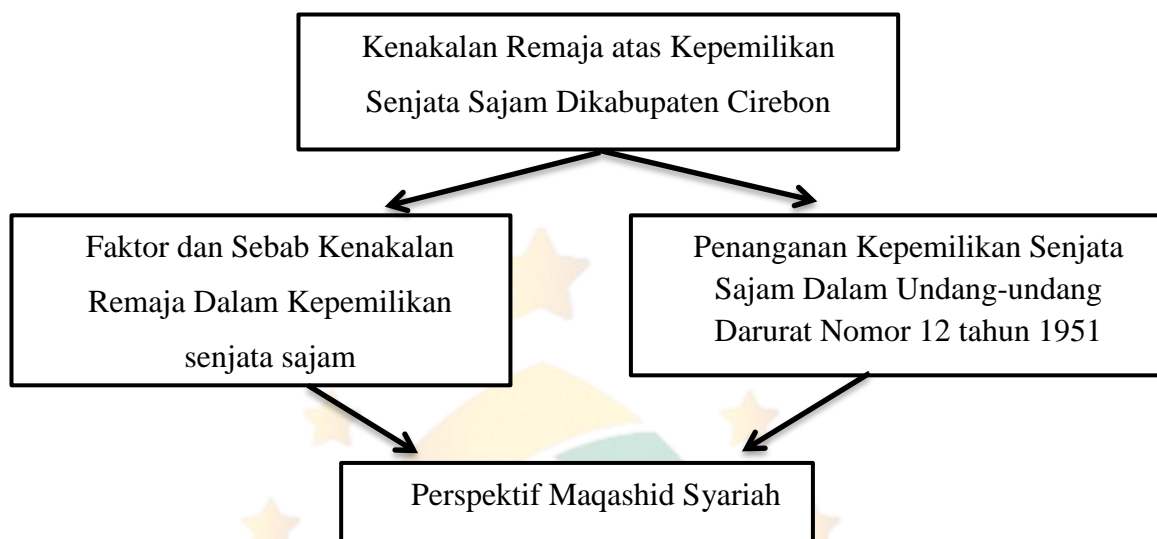 Kenakalan Remaja atas Kepemilikan
Senjata Sajam Dikabupaten Cirebon
Faktor dan Sebab Kenakalan
Remaja Dalam Kepemilikan
senjata sajam
Penanganan Kepemilikan Senjata
Sajam Dalam Undang-undang
Darurat Nomor 12 tahun 1951
Perspektif Maqashid Syariah